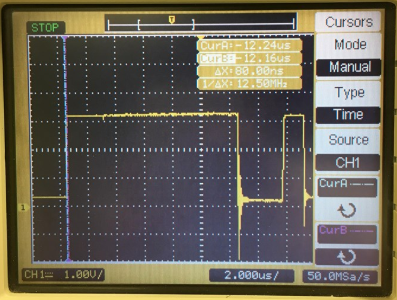 STOP
T
Cursors
Mode
Manual
Type
Time
Source
CH1
CurA
CurB
CurA:-12.24us
CurB:-12.16us
ΔX: 80.00ns
1/ΔX: 12.50MHz
1
CH1 1.00V/
2.000us/
50.0MSa/s